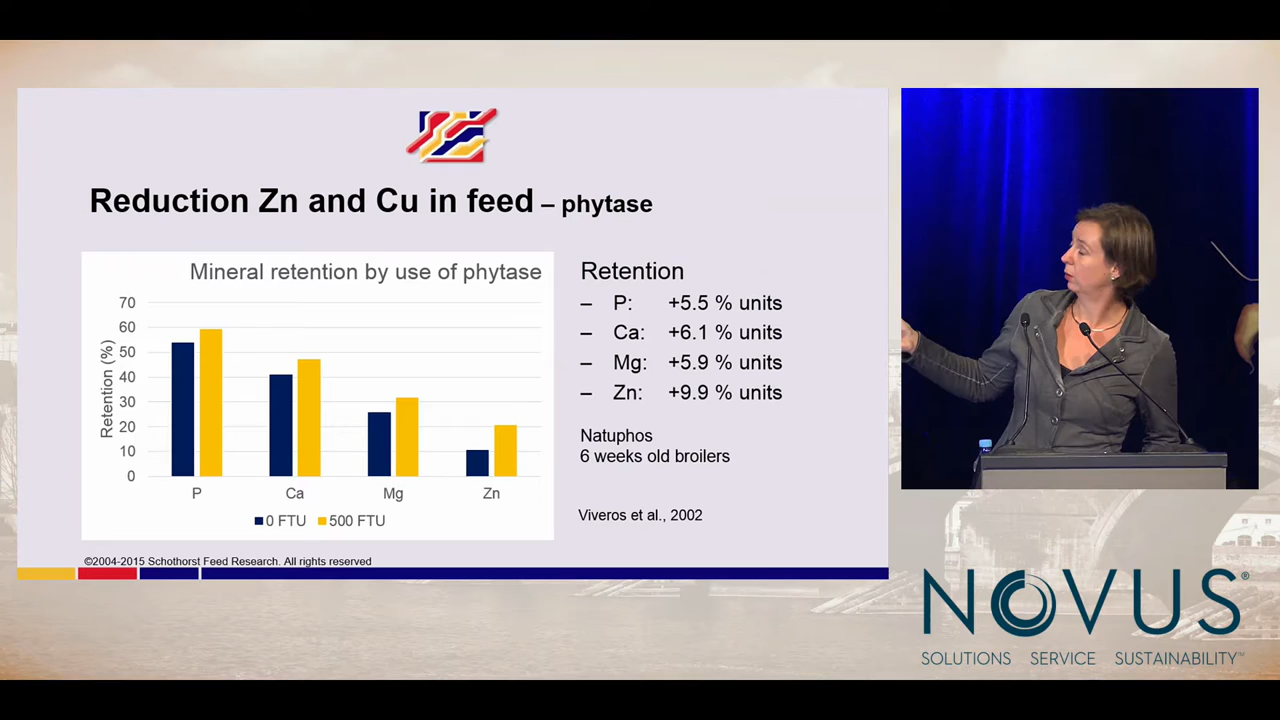 Reduction Zn and Cu in feed – phytase
Mineral retention by use of phytase
Retention (%)
70
60
50
40
30
20
10
0
P Ca Mg Zn
0 FTU 500 FTU
Retention
– P: +5.5 % units
– Ca: +6.1 % units
– Mg: +5.9 % units
– Zn: +9.9 % units
Natuphos
6 weeks old broilers
Viveros et al., 2002
©2004-2015 Schothorst Feed Research. All rights reserved
NOVUS®
SOLUTIONS SERVICE SUSTAINABILITY™